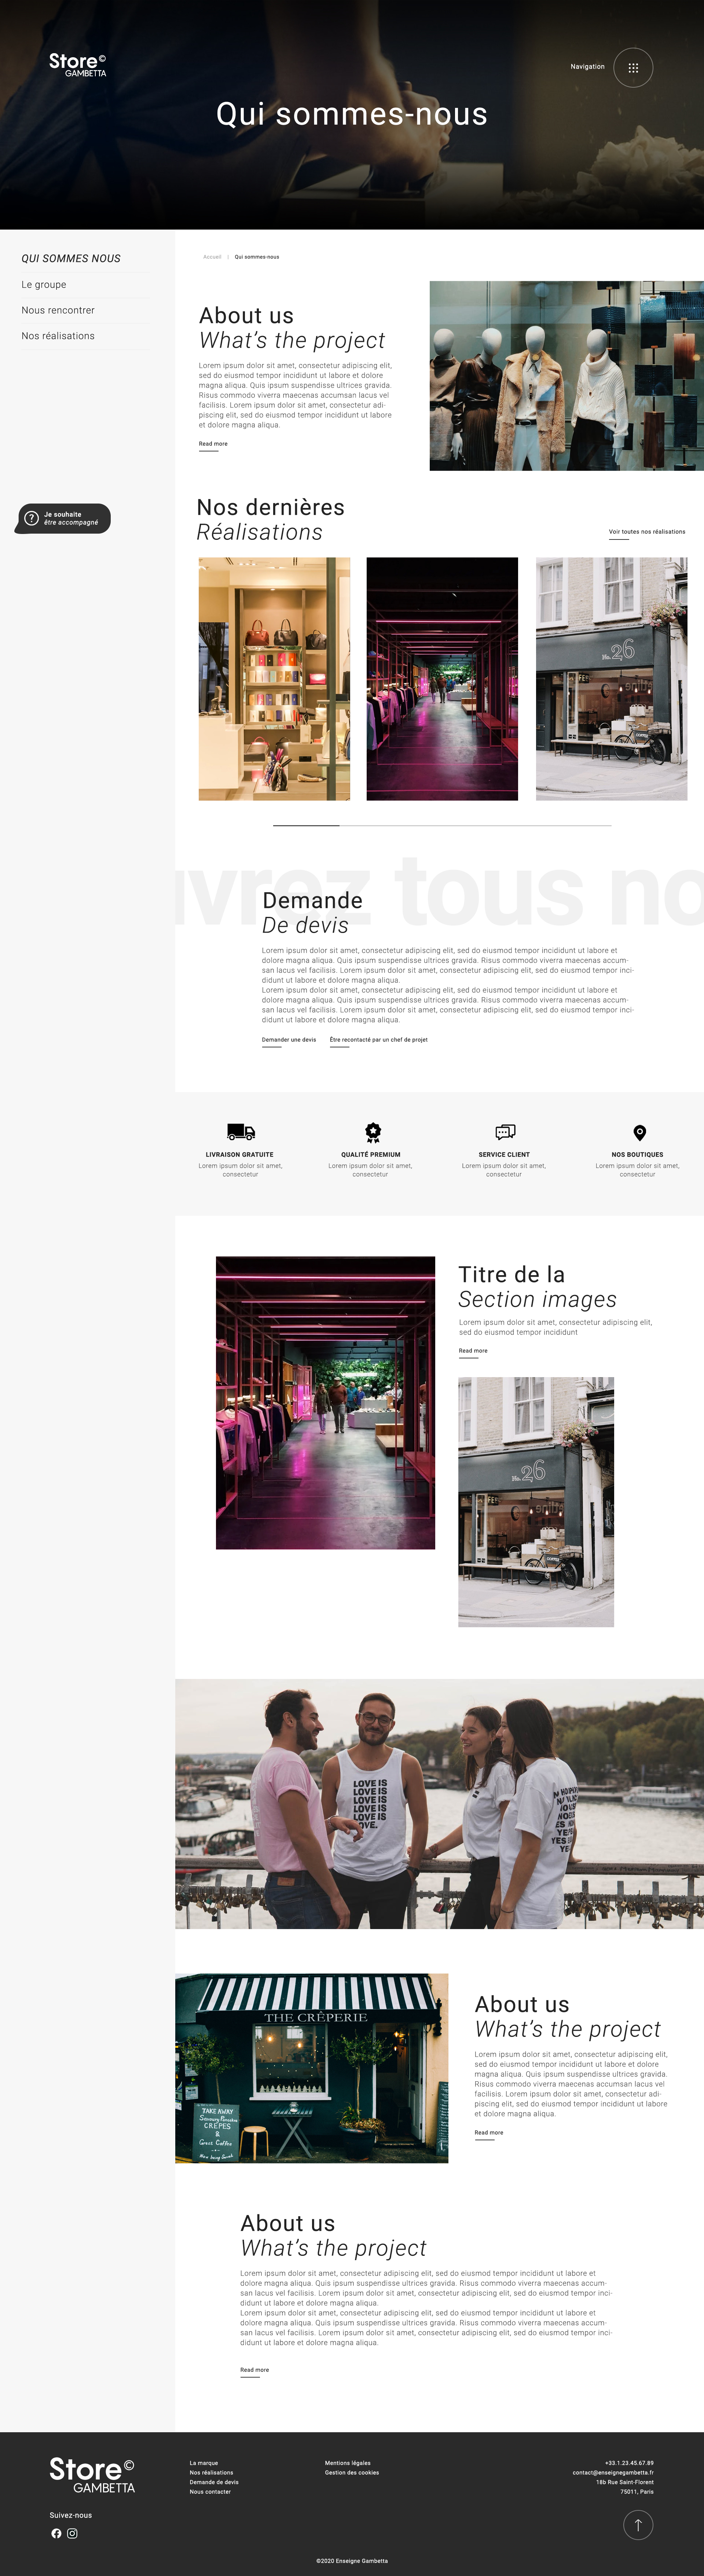 Store©
GAMBETTA
Navigation
Qui sommes-nous
QUI SOMMES NOUS
Le groupe
Nous rencontrer
Nos réalisations
?
Je souhaite
être accompagné
Accueil | Qui sommes-nous
About us
What's the project
Lorem ipsum dolor sit amet, consectetur adipiscing elit,
sed do eiusmod tempor incididunt ut labore et dolore
magna aliqua. Quis ipsum suspendisse ultrices gravida.
Risus commodo viverra maecenas accumsan lacus vel
facilisis. Lorem ipsum dolor sit amet, consectetur adi-
piscing elit, sed do eiusmod tempor incididunt ut labore
et dolore magna aliqua.
Read more
Nos dernières
Réalisations
Voir toutes nos réalisations
No. 26
COFFEE
uvrez tous no
Demande
De devis
Lorem ipsum dolor sit amet, consectetur adipiscing elit, sed do eiusmod tempor incididunt ut labore et
dolore magna aliqua. Quis ipsum suspendisse ultrices gravida. Risus commodo viverra maecenas accum-
san lacus vel facilisis. Lorem ipsum dolor sit amet, consectetur adipiscing elit, sed do eiusmod tempor inci-
didunt ut labore et dolore magna aliqua.
Lorem ipsum dolor sit amet, consectetur adipiscing elit, sed do eiusmod tempor incididunt ut labore et
dolore magna aliqua. Quis ipsum suspendisse ultrices gravida. Risus commodo viverra maecenas accum-
san lacus vel facilisis. Lorem ipsum dolor sit amet, consectetur adipiscing elit, sed do eiusmod tempor inci-
didunt ut labore et dolore magna aliqua.
Demander une devis
Être recontacté par un chef de projet
LIVRAISON GRATUITE
Lorem ipsum dolor sit amet,
consectetur
QUALITÉ PREMIUM
Lorem ipsum dolor sit amet,
consectetur
SERVICE CLIENT
Lorem ipsum dolor sit amet,
consectetur
NOS BOUTIQUES
Lorem ipsum dolor sit amet,
consectetur
Titre de la
Section images
Lorem ipsum dolor sit amet, consectetur adipiscing elit,
sed do eiusmod tempor incididunt
Read more
No. 26
COFFEE
LOVE IS
LOVE IS
LOVE IS
LOVE IS
LOVE.
THE CRÊPERIE
TAKE AWAY
CRÊPES
&
About us
What's the project
Lorem ipsum dolor sit amet, consectetur adipiscing elit,
sed do eiusmod tempor incididunt ut labore et dolore
magna aliqua. Quis ipsum suspendisse ultrices gravida.
Risus commodo viverra maecenas accumsan lacus vel
facilisis. Lorem ipsum dolor sit amet, consectetur adi-
piscing elit, sed do eiusmod tempor incididunt ut labore
et dolore magna aliqua.
Read more
About us
What's the project
Lorem ipsum dolor sit amet, consectetur adipiscing elit, sed do eiusmod tempor incididunt ut labore et
dolore magna aliqua. Quis ipsum suspendisse ultrices gravida. Risus commodo viverra maecenas accum-
san lacus vel facilisis. Lorem ipsum dolor sit amet, consectetur adipiscing elit, sed do eiusmod tempor inci-
didunt ut labore et dolore magna aliqua.
Lorem ipsum dolor sit amet, consectetur adipiscing elit, sed do eiusmod tempor incididunt ut labore et
dolore magna aliqua. Quis ipsum suspendisse ultrices gravida. Risus commodo viverra maecenas accum-
san lacus vel facilisis. Lorem ipsum dolor sit amet, consectetur adipiscing elit, sed do eiusmod tempor inci-
didunt ut labore et dolore magna aliqua.
Read more
Store©
GAMBETTA
Suivez-nous
La marque
Nos réalisations
Demande de devis
Nous contacter
Mentions légales
Gestion des cookies
+33.1.23.45.67.89
contact@enseignegambetta.fr
18b Rue Saint-Florent
75011, Paris
©2020 Enseigne Gambetta